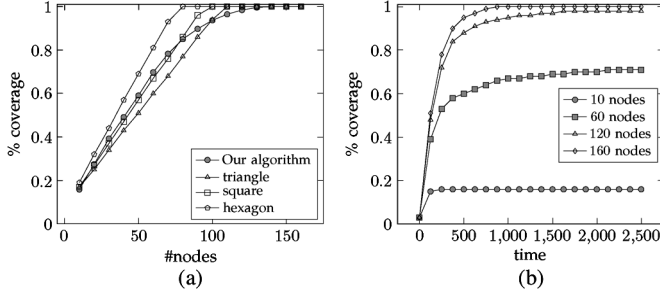 1
0.8
0.6
0.4
0.2
0
% coverage
0
50
100
150
#nodes
Our algorithm
triangle
square
hexagon
(a)
1
0.8
0.6
0.4
0.2
0
% coverage
0
500
1,000
1,500
2,000
2,500
time
10 nodes
60 nodes
120 nodes
160 nodes
(b)